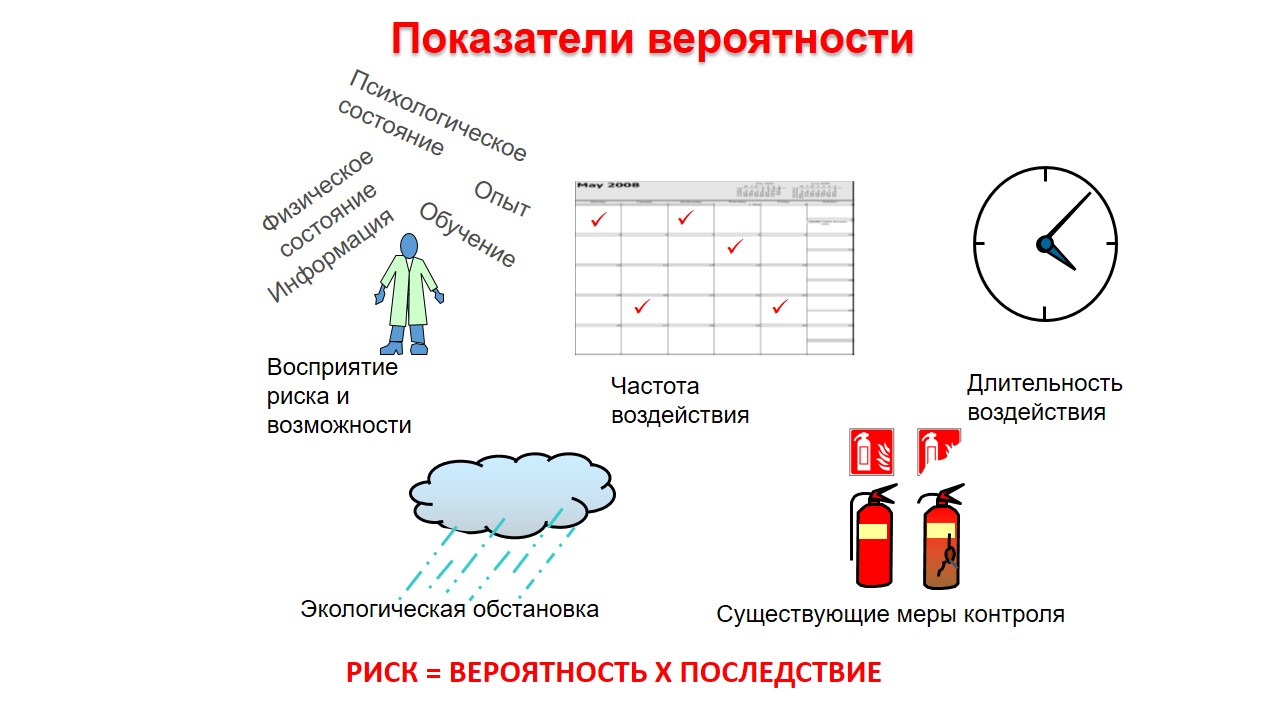 Показатели вероятности
Психологическое
состояние
Физическое
состояние
Информация
Опыт
Обучение
May 2008
Восприятие
риска и
возможности
Частота
воздействия
Длительность
воздействия
Экологическая обстановка
Существующие меры контроля
РИСК = ВЕРОЯТНОСТЬ Х ПОСЛЕДСТВИЕ